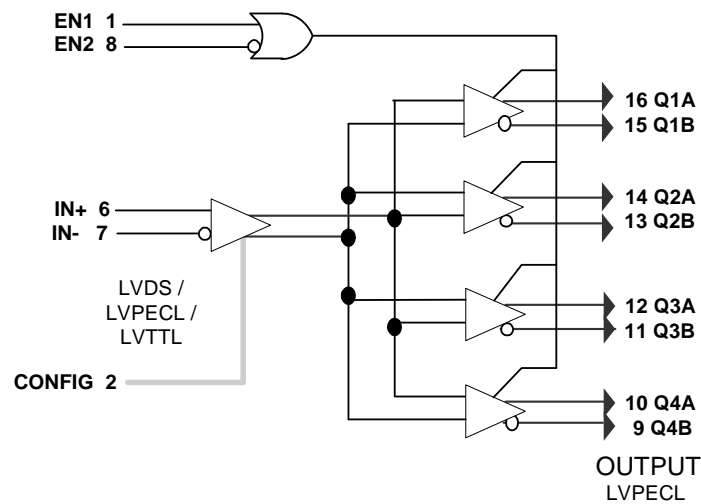 EN1 1
EN2 8
16 Q1A
15 Q1B
14 Q2A
13 Q2B
IN+ 6
IN- 7
LVDS /
LVPECL /
LVTTL
12 Q3A
11 Q3B
CONFIG 2
10 Q4A
9 Q4B
OUTPUT
LVPECL